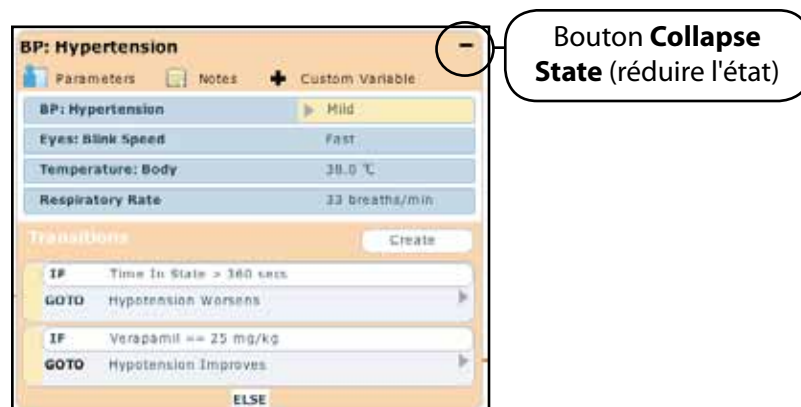 BP: Hypertension
Parameters Notes Custom Variable
BP: Hypertension Mild
Eyes: Blink Speed Fast
Temperature: Body 38.0 °C
Respiratory Rate 33 breaths/min
Transitions Create
IF Time In State > 360 secs
GOTO Hypotension Worsens
IF Verapamil == 25 mg/kg
GOTO Hypotension Improves
ELSE
Bouton Collapse
State (réduire l'état)